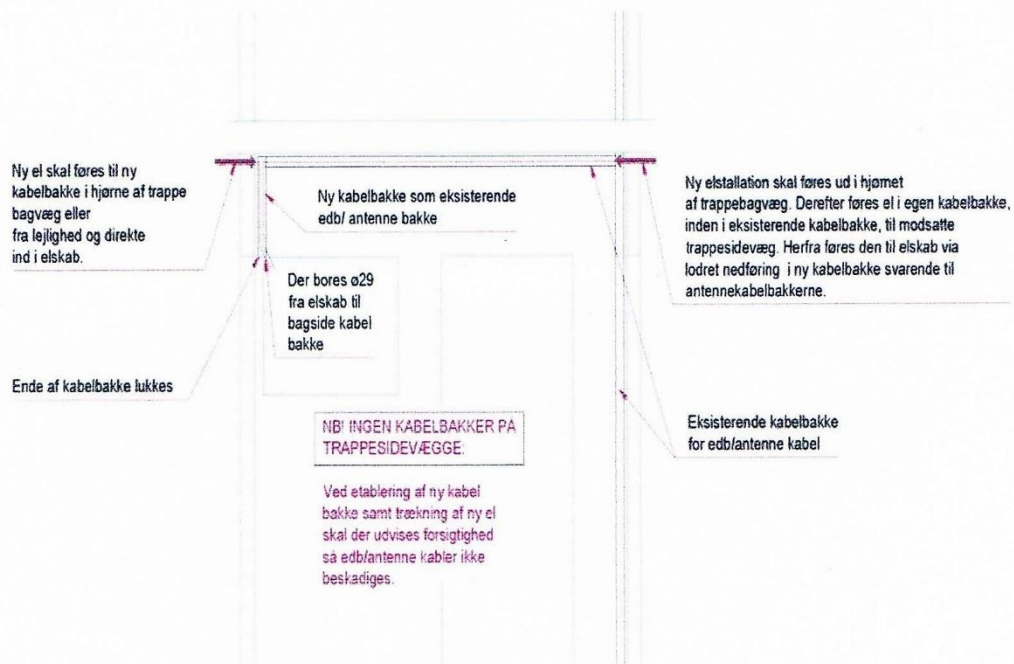 Ny el skal føres til ny
kabelbakke i hjørne af trappe
bagvæg eller
fra lejlighed og direkte
ind i elskab.
Ny kabelbakke som eksisterende
edb/ antenne bakke
Der bores ø29
fra elskab til
bagside kabel
bakke
Ende af kabelbakke lukkes
NB! INGEN KABELBAKKER PA
TRAPPESIDEVÆGGE:
Ved etablering af ny kabel
bakke samt trækning af ny el
skal der udvises forsigtighed
så edb/antenne kabler ikke
beskadiges.
Ny elstallation skal føres ud i hjørnet
af trappebagvæg. Derefter føres el i egen kabelbakke,
inden i eksisterende kabelbakke, til modsatte
trappesidevæg. Herfra føres den til elskab via
lodret nedføring i ny kabelbakke svarende til
antennekabelbakkerne.
Eksisterende kabelbakke
for edb/antenne kabel